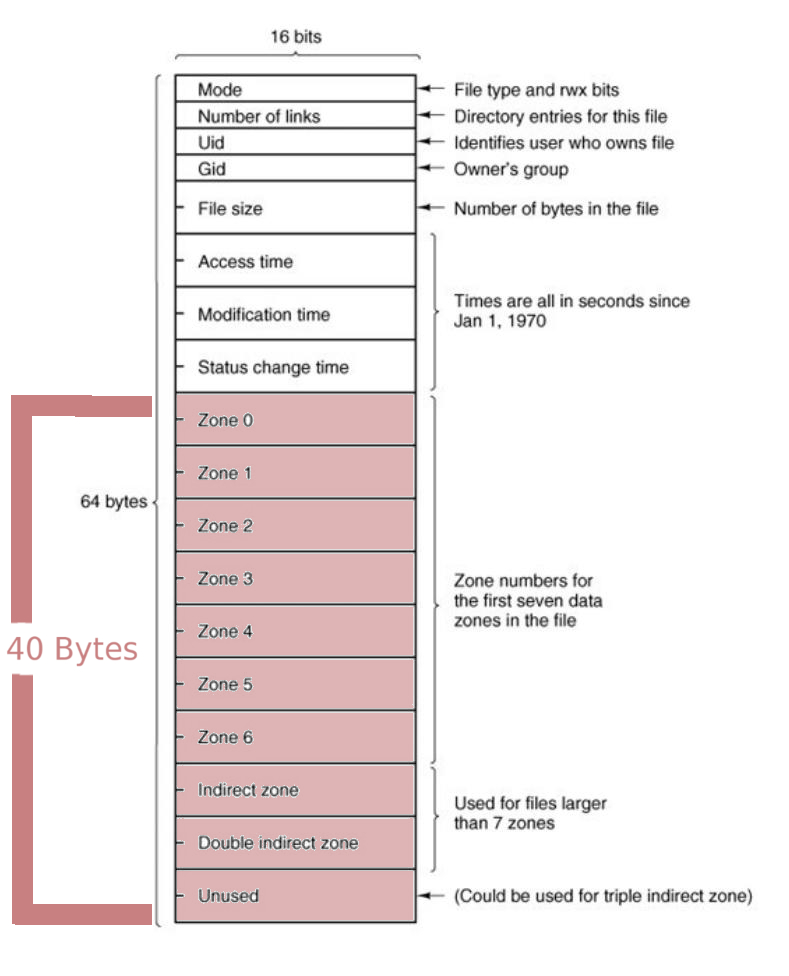 16 bits
Mode
File type and rwx bits
Number of links
Directory entries for this file
Uid
Identifies user who owns file
Gid
Owner's group
File size
Number of bytes in the file
Access time
Modification time
Times are all in seconds since
Jan 1, 1970
Status change time
Zone 0
Zone 1
64 bytes
Zone 2
Zone 3
Zone numbers for
the first seven data
zones in the file
Zone 4
40 Bytes
Zone 5
Zone 6
Indirect zone
Used for files larger
than 7 zones
Double indirect zone
Unused
(Could be used for triple indirect zone)